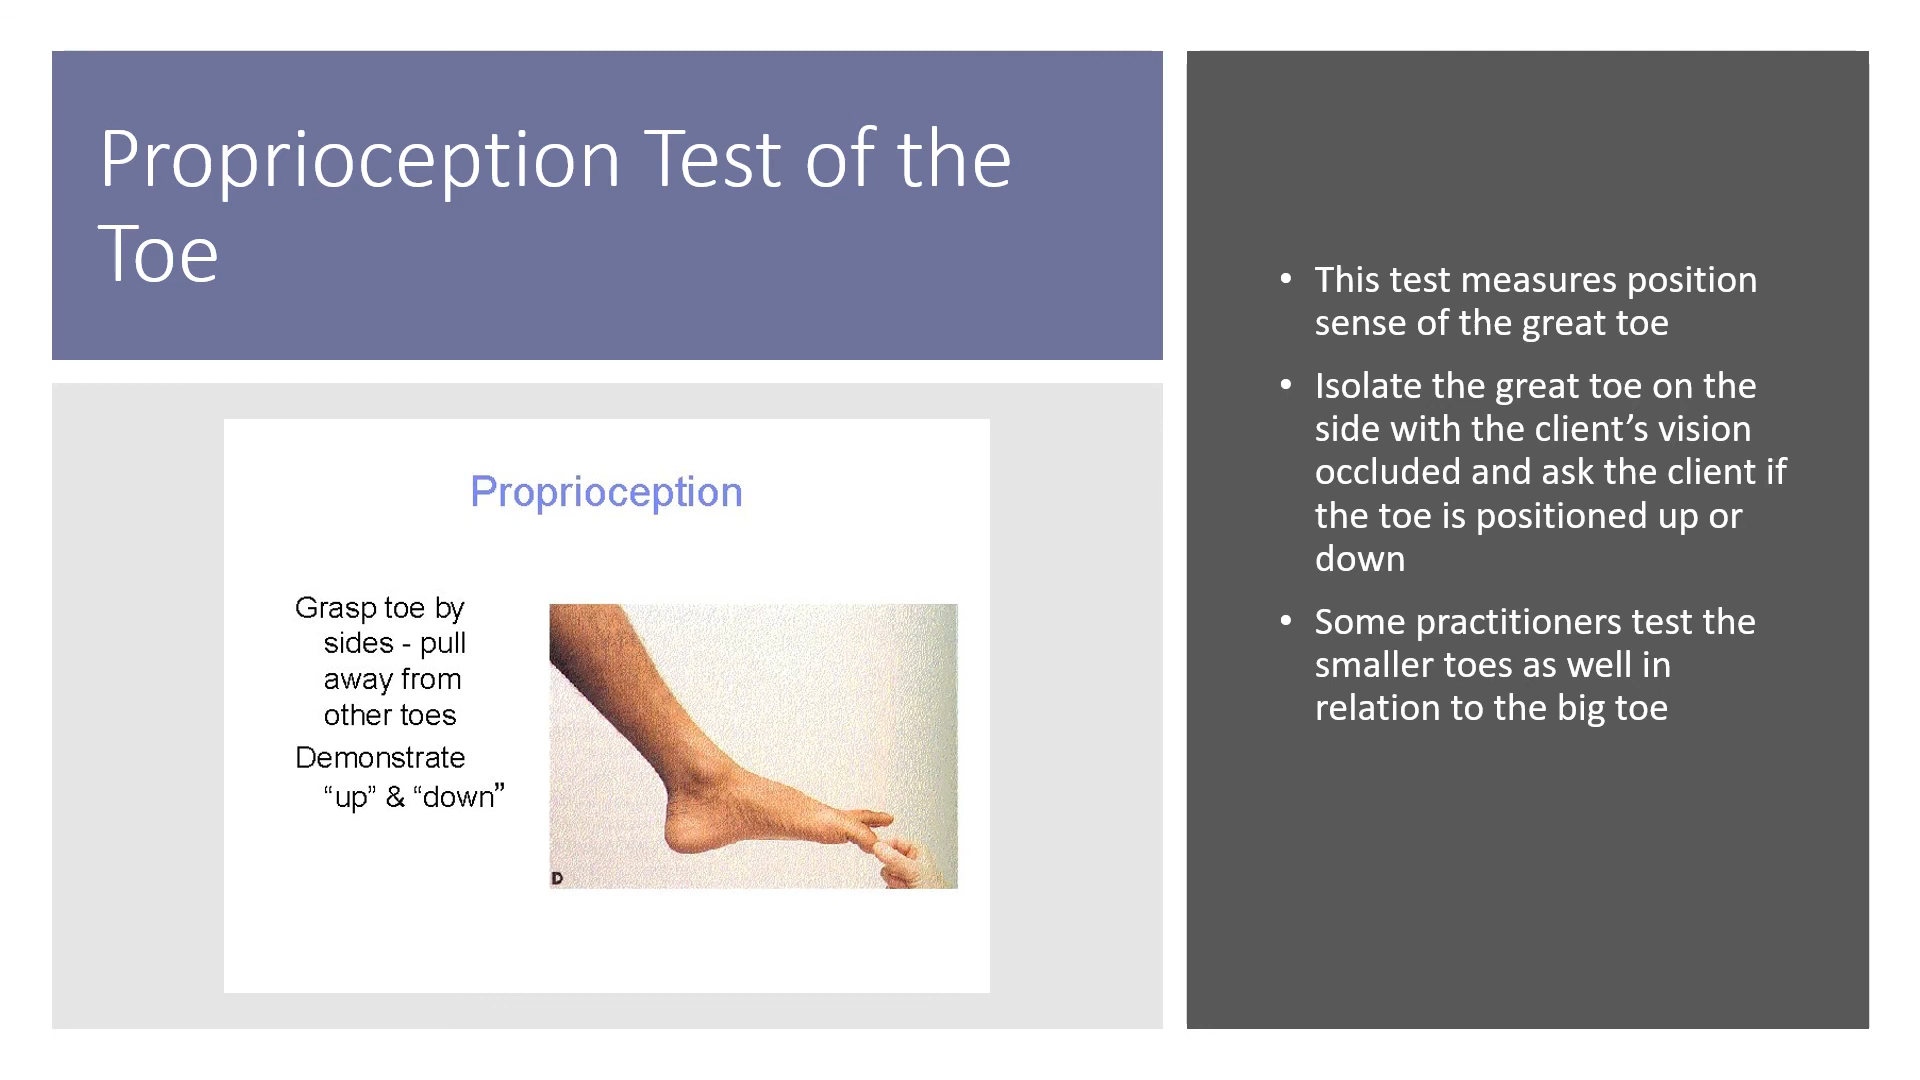 Proprioception Test of the
Toe
Proprioception
Grasp toe by
sides - pull
away from
other toes
Demonstrate
“up” & “down”
D
• This test measures position
sense of the great toe
• Isolate the great toe on the
side with the client’s vision
occluded and ask the client if
the toe is positioned up or
down
• Some practitioners test the
smaller toes as well in
relation to the big toe